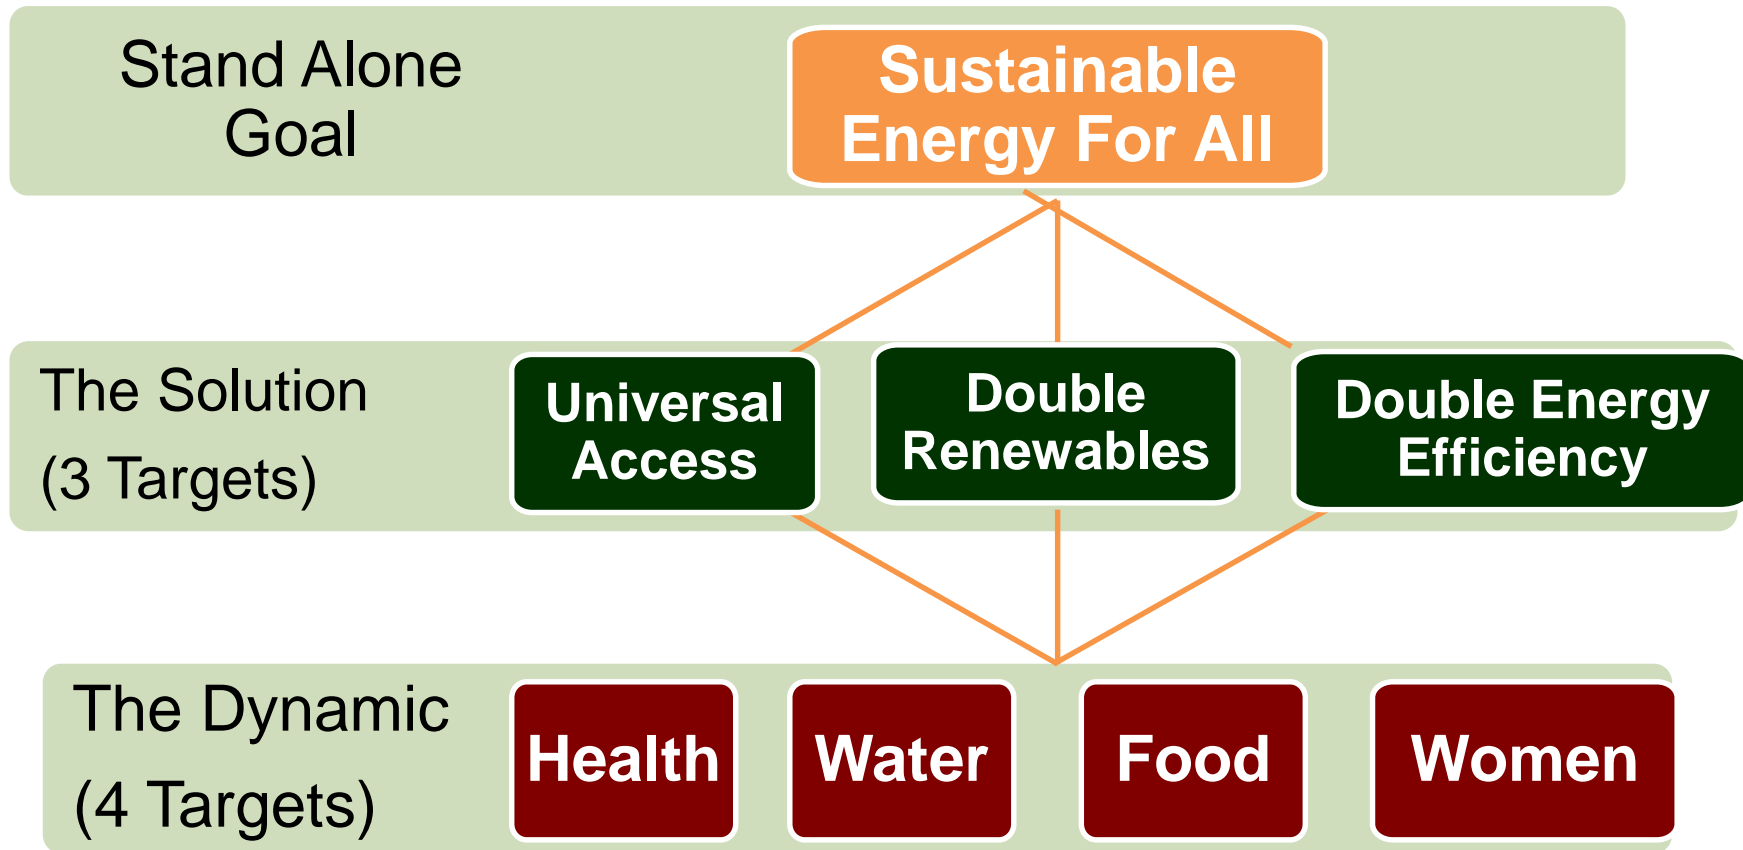 Stand Alone
Goal
Sustainable
Energy For All
The Solution
(3 Targets)
Universal
Access
Double
Renewables
Double Energy
Efficiency
The Dynamic
(4 Targets)
Health
Water
Food
Women